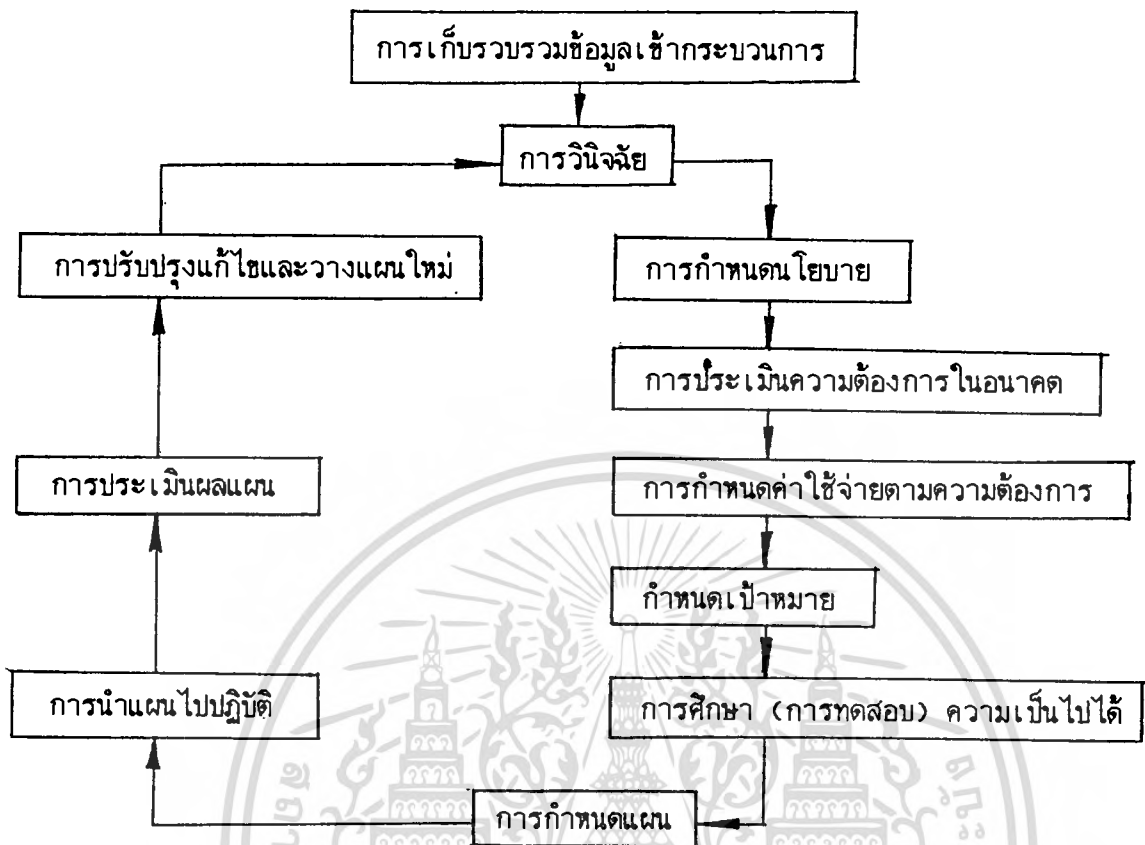 การเก็บรวบรวมข้อมูลเข้ากระบวนการ
การวินิจฉัย
การปรับปรุงแก้ไขและวางแผนใหม่
การกำหนดนโยบาย
การประเมินความต้องการในอนาคต
การประเมินผลแผน
การกำหนดค่าใช้จ่ายตามความต้องการ
กำหนดเป้าหมาย
การนำแผนไปปฏิบัติ
การศึกษา (การทดสอบ) ความเป็นไปได้
การกำหนดแผน